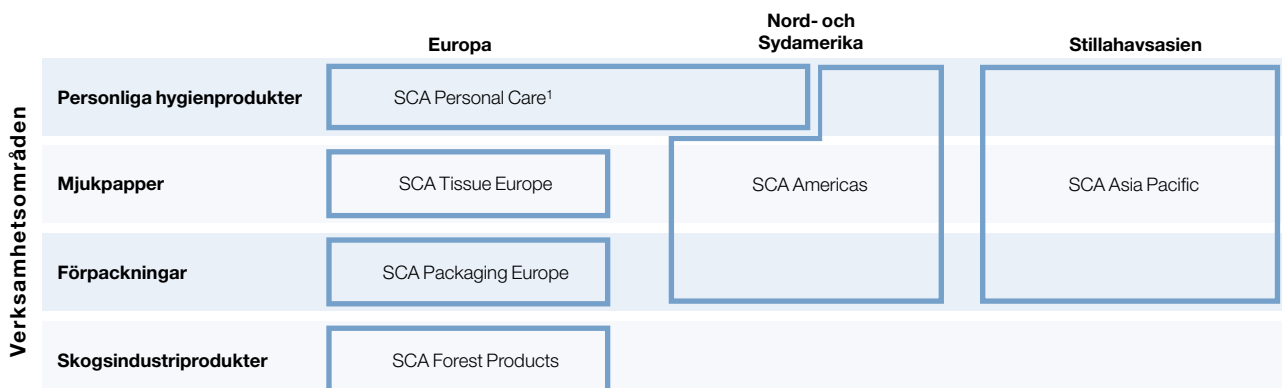 Nord- och
Sydamerika
Europa
Stillahavsasien
Verksamhetsområden
Personliga hygienprodukter
SCA Personal Care¹
Mjukpapper
SCA Tissue Europe
SCA Americas
SCA Asia Pacific
Förpackningar
SCA Packaging Europe
Skogsindustriprodukter
SCA Forest Products